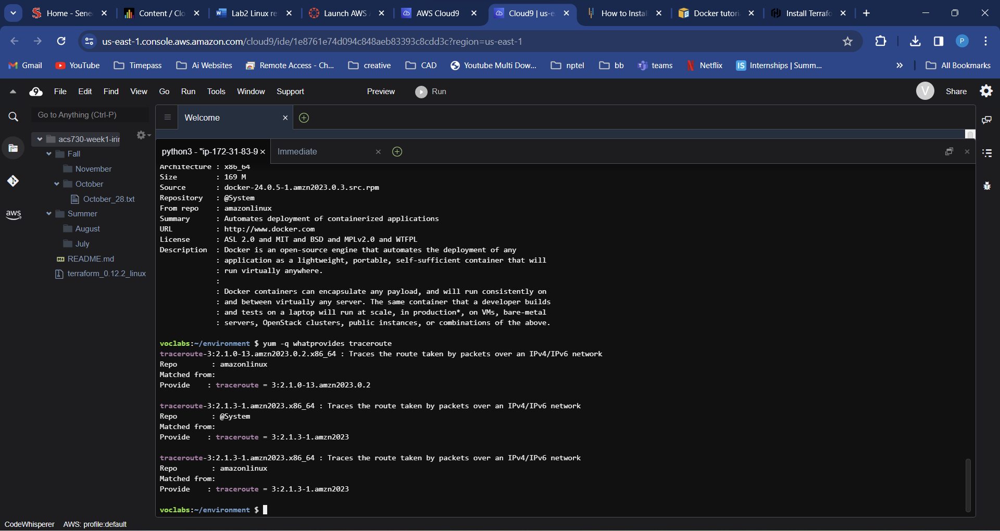 Home - Sene
Content / Clo
Lab2 Linux re
Launch AWS
AWS Cloud9
Cloud9 | us-e
How to Instal
Docker tutori
Install Terrafo
us-east-1.console.aws.amazon.com/cloud9/ide/1e8761e74d094c848aeb83393c8cdd3c?region=us-east-1
P
Gmail
YouTube
Timepass
Ai Websites
Remote Access - Ch...
creative
CAD
Youtube Multi Dow...
nptel
bb
teams
Netflix
IS
Internships | Summ...
All Bookmarks
9
File
Edit
Find
View
Go
Run
Tools
Window
Support
Preview
Run
V
Share
Go to Anything (Ctrl-P)
Welcome
acs730-week1-irir
Fall
November
October
October_28.txt
aws
Summer
August
July
README.md
terraform_0.12.2_linux
python3 - "ip-172-31-83-9
Immediate
Architecture : x86_64
Size         : 169 M
Source       : docker-24.0.5-1.amzn2023.0.3.src.rpm
Repository   : @System
From repo    : amazonlinux
Summary      : Automates deployment of containerized applications
URL          : http://www.docker.com
License      : ASL 2.0 and MIT and BSD and MPLv2.0 and WTFPL
Description  : Docker is an open-source engine that automates the deployment of any
             : application as a lightweight, portable, self-sufficient container that will
             : run virtually anywhere.
             :
             : Docker containers can encapsulate any payload, and will run consistently on
             : and between virtually any server. The same container that a developer builds
             : and tests on a laptop will run at scale, in production*, on VMs, bare-metal
             : servers, OpenStack clusters, public instances, or combinations of the above.
voclabs:~/environment $ yum -q whatprovides traceroute
traceroute-3:2.1.0-13.amzn2023.0.2.x86_64 : Traces the route taken by packets over an IPv4/IPv6 network
Repo        : amazonlinux
Matched from:
Provide    : traceroute = 3:2.1.0-13.amzn2023.0.2
traceroute-3:2.1.3-1.amzn2023.x86_64 : Traces the route taken by packets over an IPv4/IPv6 network
Repo        : @System
Matched from:
Provide    : traceroute = 3:2.1.3-1.amzn2023
traceroute-3:2.1.3-1.amzn2023.x86_64 : Traces the route taken by packets over an IPv4/IPv6 network
Repo        : amazonlinux
Matched from:
Provide    : traceroute = 3:2.1.3-1.amzn2023
voclabs:~/environment $
CodeWhisperer
AWS: profile:default